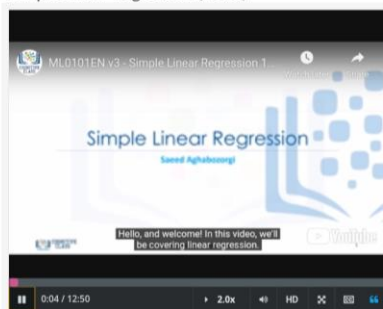 ML0101EN v3 - Simple Linear Regression 1...
Simple Linear Regression
Saeed Aghabozorgi
Hello, and welcome! In this video, we'll
be covering linear regression.
YouTube
0:04 / 12:50
2.0x
HD